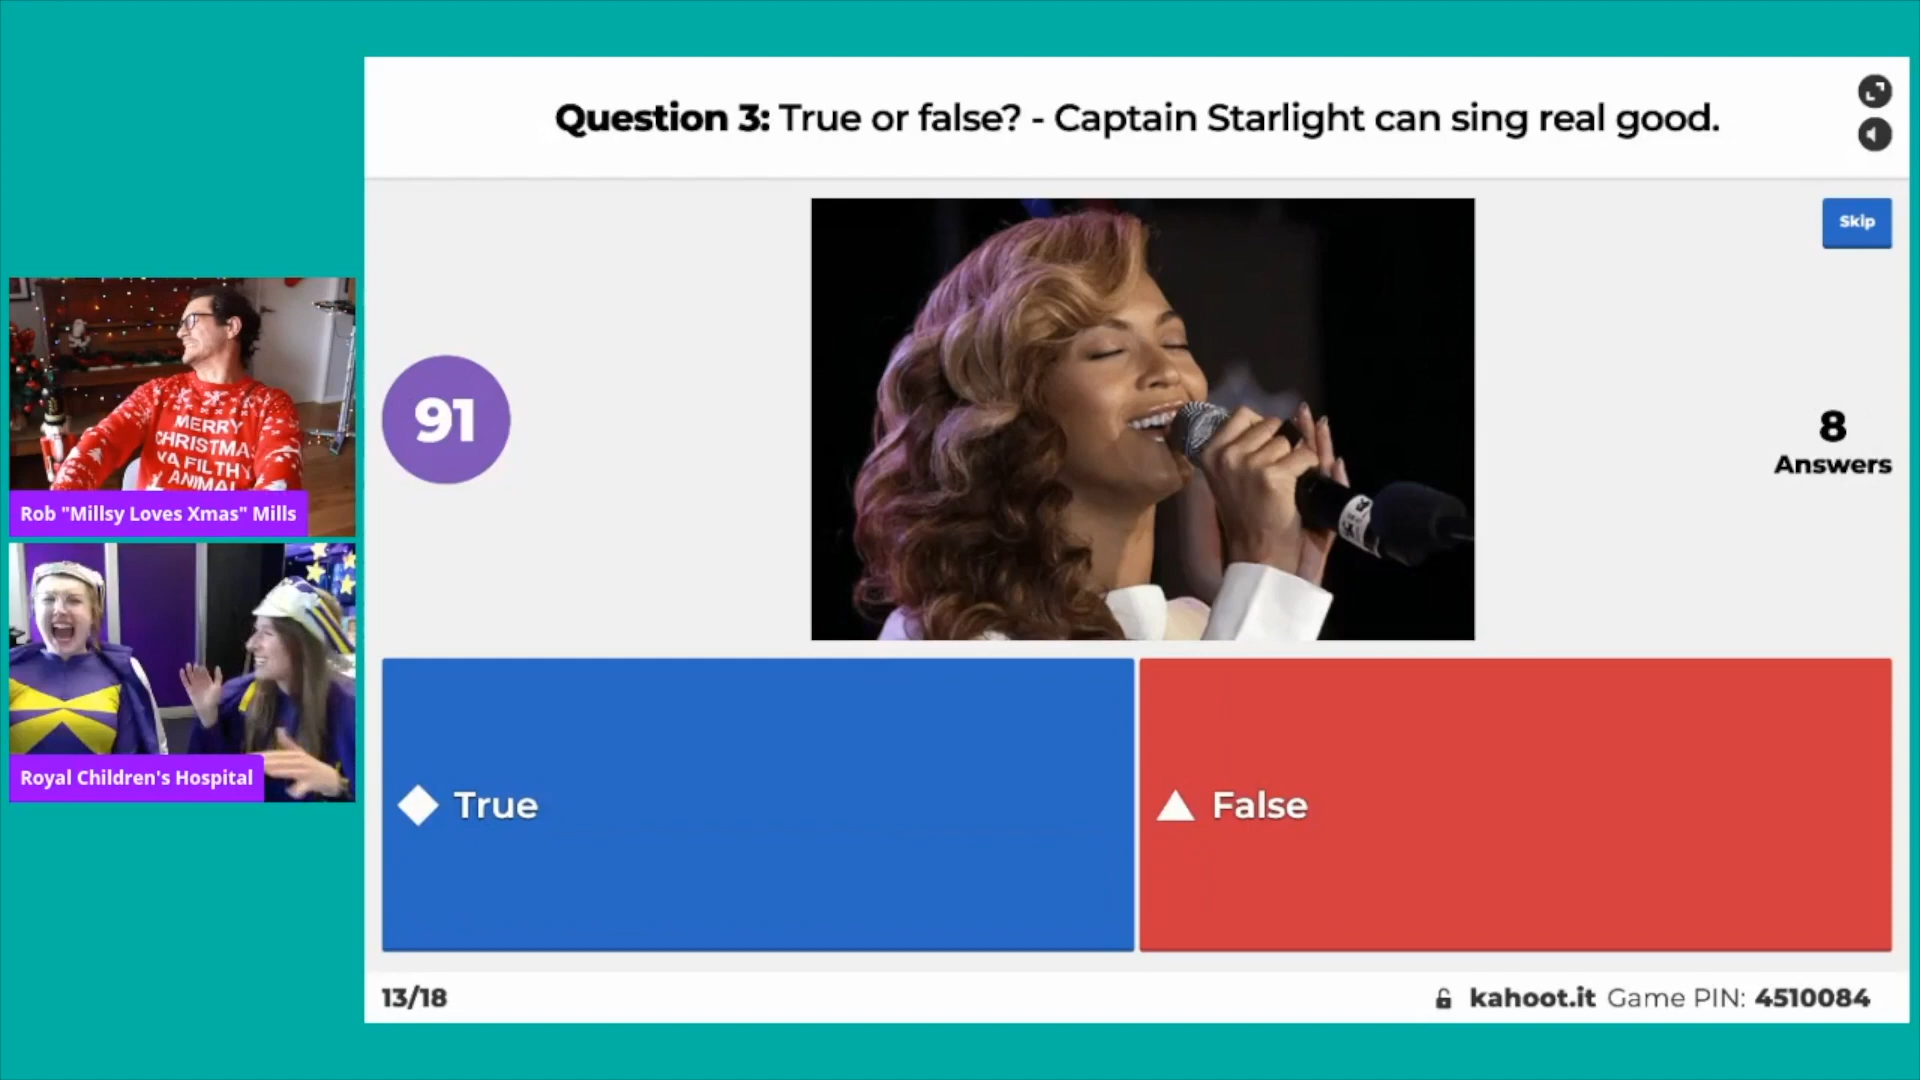 Question 3: True or false? - Captain Starlight can sing real good.
Skip
91
8
Answers
MERRY
CHRISTMA
YA FILTHY
ANIMAL
Rob "Millsy Loves Xmas" Mills
Royal Children's Hospital
True
False
13/18
kahoot.it Game PIN: 4510084